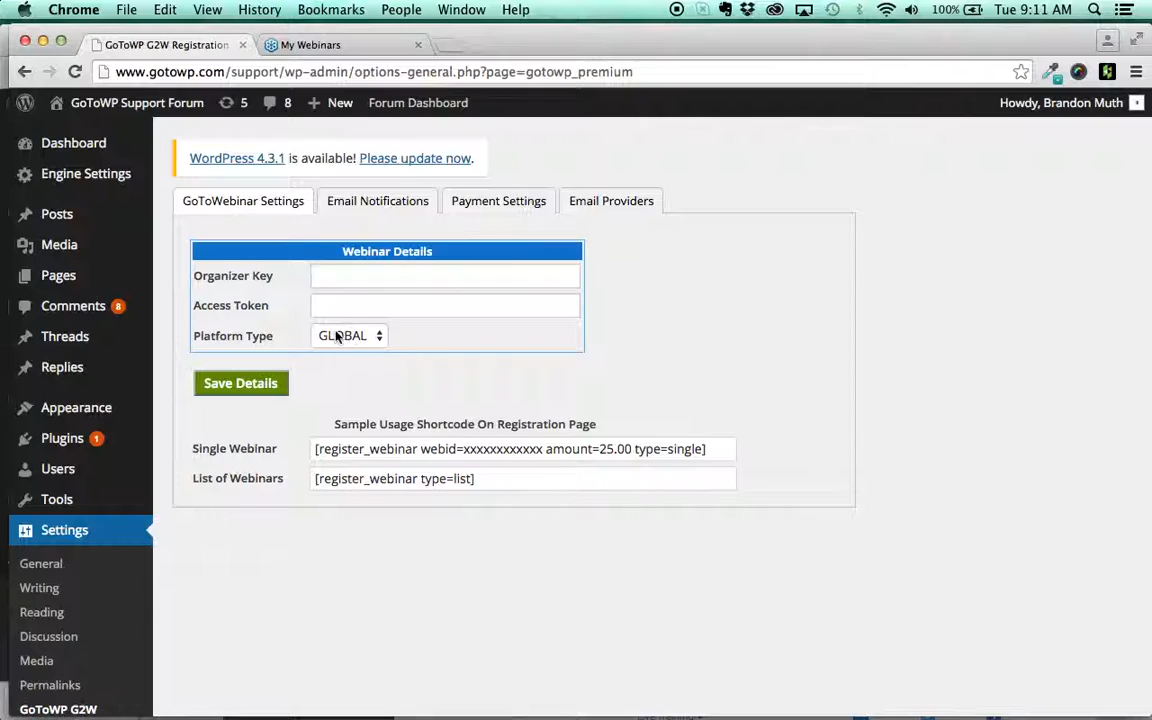 Chrome File Edit View History Bookmarks People Window Help 100% Tue 9:11 AM
GoToWP G2W Registration My Webinars
www.gotowp.com/support/wp-admin/options-general.php?page=gotowp_premium
GoToWP Support Forum 5 8 + New Forum Dashboard Howdy, Brandon Muth
Dashboard
Engine Settings
Posts
Media
Pages
Comments 8
Threads
Replies
Appearance
Plugins 1
Users
Tools
Settings
General
Writing
Reading
Discussion
Media
Permalinks
GoToWP G2W
WordPress 4.3.1 is available! Please update now.
GoToWebinar Settings Email Notifications Payment Settings Email Providers
Webinar Details
Organizer Key
Access Token
Platform Type GLOBAL
Save Details
Sample Usage Shortcode On Registration Page
Single Webinar [register_webinar webid=xxxxxxxxxxxx amount=25.00 type=single]
List of Webinars [register_webinar type=list]